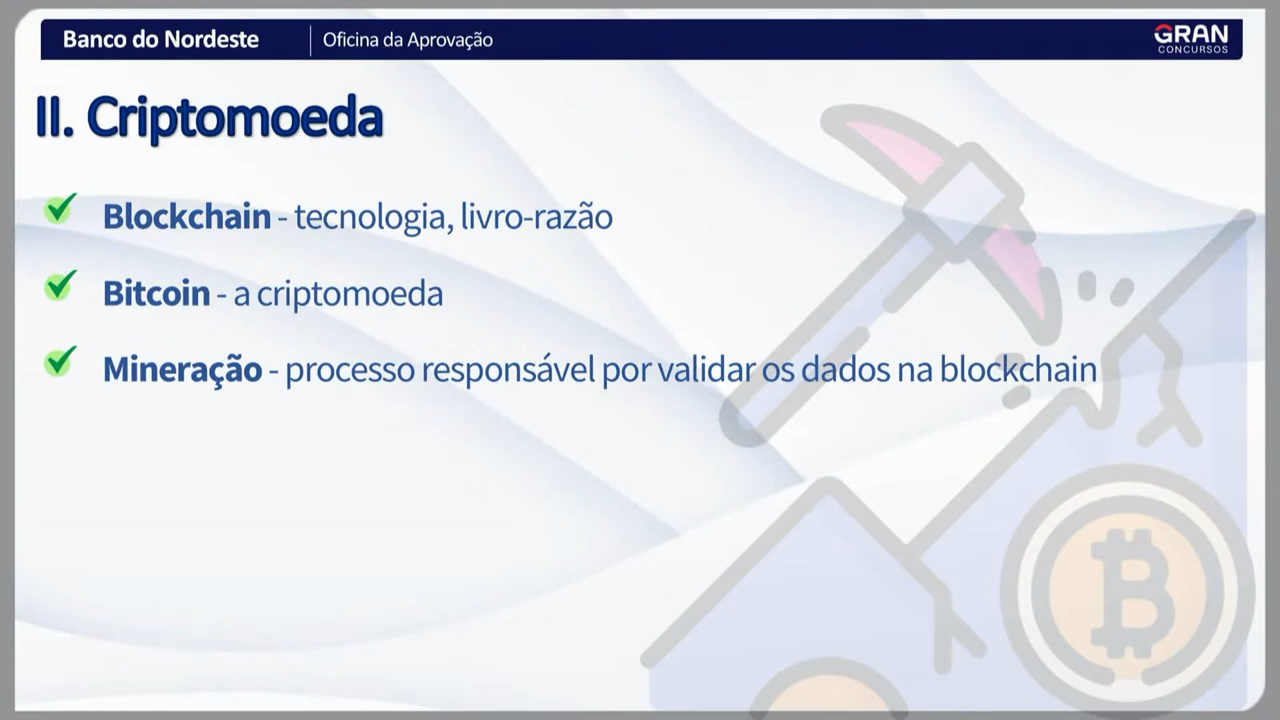 Banco do Nordeste
Oficina da Aprovação
GRAN
CONCURSOS
II. Criptomoeda
Blockchain - tecnologia, livro-razão
Bitcoin - a criptomoeda
Mineração - processo responsável por validar os dados na blockchain